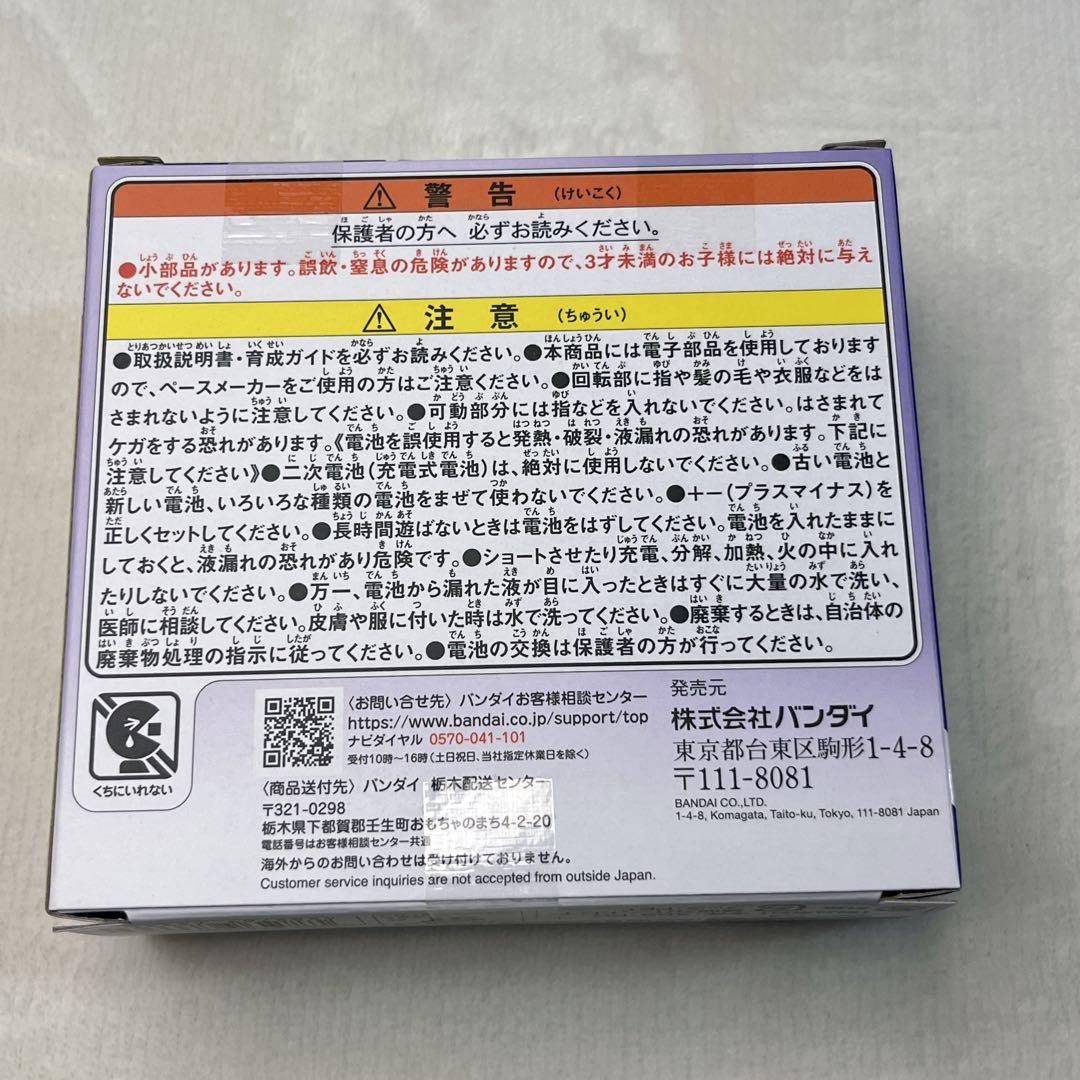 ⚠ 警告 (けいこく)
保護者の方へ 必ずお読みください。
●小部品があります。誤飲・窒息の危険がありますので、3才未満のお子様には絶対に与え
ないでください。
⚠ 注意 (ちゅうい)
●取扱説明書・育成ガイドを必ずお読みください。●本商品には電子部品を使用しております
ので、ペースメーカーをご使用の方はご注意ください。●回転部に指や髪の毛や衣服などをは
さまれないように注意してください。●可動部分には指などを入れないでください。はさまれて
ケガをする恐れがあります。《電池を誤使用すると発熱・破裂・液漏れの恐れがあります。下記に
注意してください》●二次電池(充電式電池)は、絶対に使用しないでください。●古い電池と
新しい電池、いろいろな種類の電池をまぜて使わないでください。●+ー(プラスマイナス)を
正しくセットしてください。●長時間遊ばないときは電池をはずしてください。電池を入れたままに
しておくと、液漏れの恐れがあり危険です。●ショートさせたり充電、分解、加熱、火の中に入れ
たりしないでください。●万一、電池から漏れた液が目に入ったときはすぐに大量の水で洗い、
医師に相談してください。皮膚や服に付いた時は水で洗ってください。●廃棄するときは、自治体の
廃棄物処理の指示に従ってください。●電池の交換は保護者の方が行ってください。
くちにいれない
〈お問い合せ先〉バンダイお客様相談センター
https://www.bandai.co.jp/support/top
ナビダイヤル 0570-041-101
受付10時〜16時(土日祝日、当社指定休業日を除く)
〈商品送付先〉バンダイ 栃木配送センター
〒321-0298
栃木県下都賀郡壬生町おもちゃのまち4-2-20
電話番号はお客様相談センター共通
海外からのお問い合わせは受け付けておりません。
Customer service inquiries are not accepted from outside Japan.
発売元
株式会社バンダイ
東京都台東区駒形1-4-8
〒111-8081
BANDAI CO.,LTD.
1-4-8, Komagata, Taito-ku, Tokyo, 111-8081 Japan